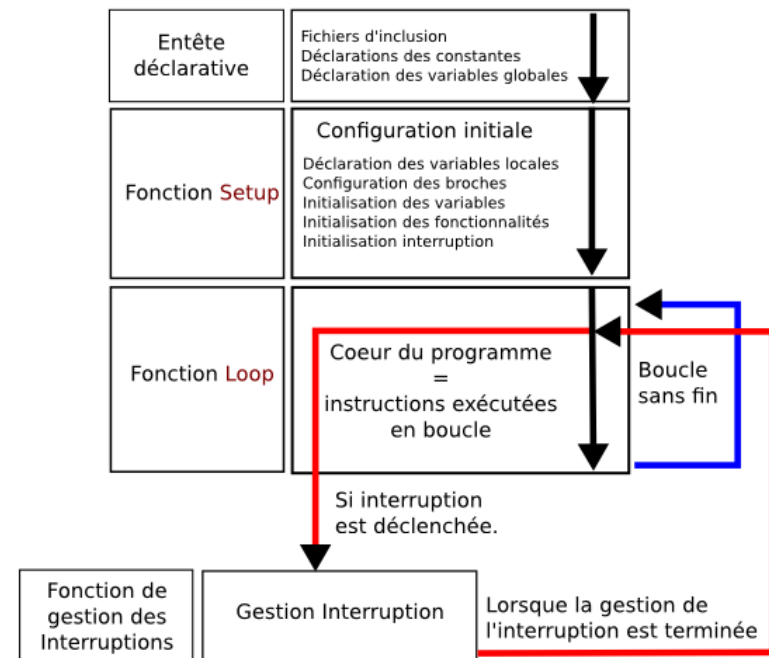 Entête
déclarative
Fichiers d'inclusion
Déclarations des constantes
Déclaration des variables globales
Fonction Setup
Configuration initiale
Déclaration des variables locales
Configuration des broches
Initialisation des variables
Initialisation des fonctionnalités
Initialisation interruption
Fonction Loop
Coeur du programme
=
instructions exécutées
en boucle
Boucle
sans fin
Si interruption
est déclenchée.
Fonction de
gestion des
Interruptions
Gestion Interruption
Lorsque la gestion de
l'interruption est terminée